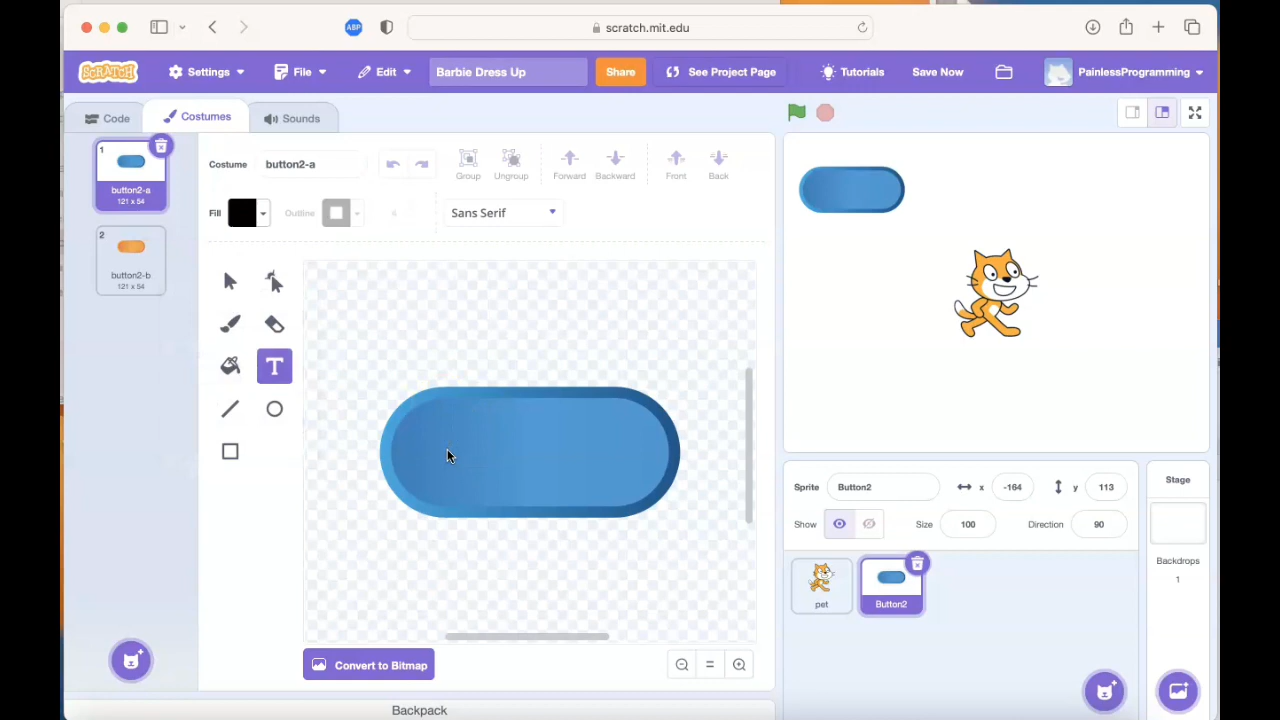 scratch.mit.edu
SCRATCH Settings File Edit Barbie Dress Up Share See Project Page Tutorials Save Now PainlessProgramming
ABP
Code Costumes Sounds
1
button2-a
121 x 54
2
button2-b
121 x 54
Costume button2-a Group Ungroup Forward Backward Front Back
Fill Outline 6 Sans Serif
T
Convert to Bitmap
Backpack
Sprite Button2 x -164 y 113
Show Size 100 Direction 90
pet Button2
Stage
Backdrops
1